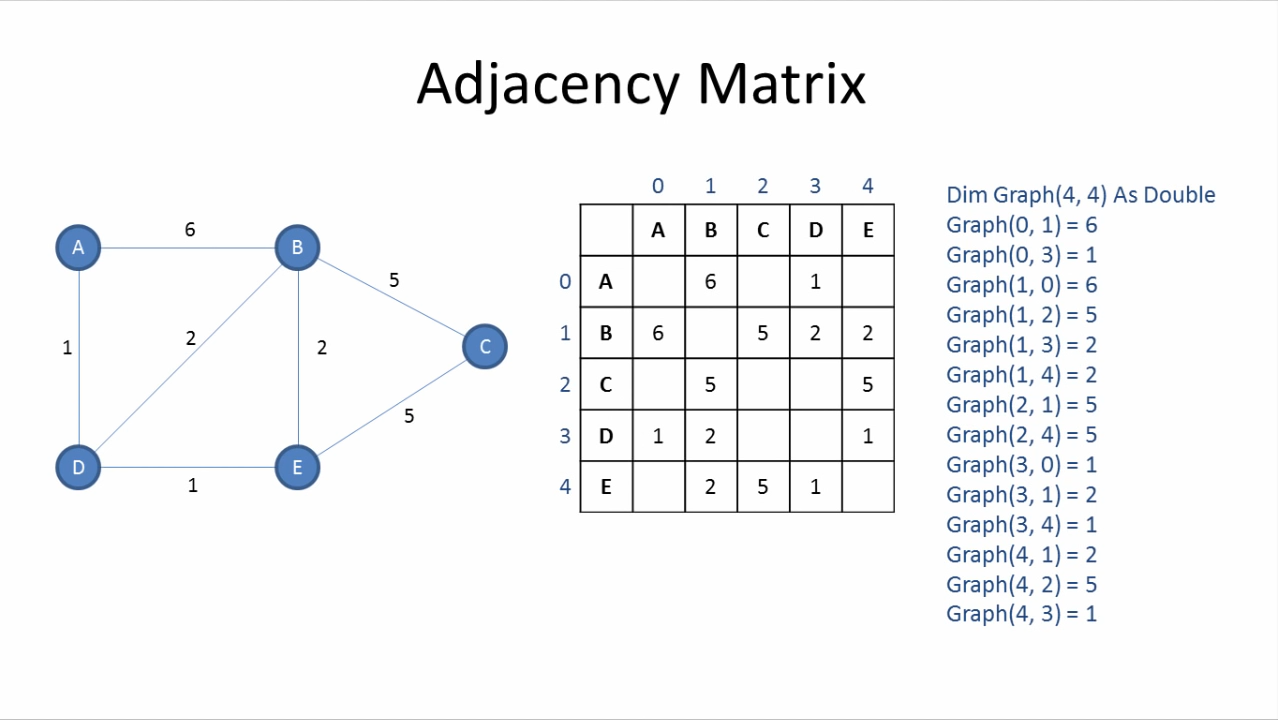 Adjacency Matrix
A 6 B
5
1 2 2 C
5
D 1 E
0 1 2 3 4
A B C D E
0 A 6 1
1 B 6 5 2 2
2 C 5 5
3 D 1 2 1
4 E 2 5 1
Dim Graph(4, 4) As Double
Graph(0, 1) = 6
Graph(0, 3) = 1
Graph(1, 0) = 6
Graph(1, 2) = 5
Graph(1, 3) = 2
Graph(1, 4) = 2
Graph(2, 1) = 5
Graph(2, 4) = 5
Graph(3, 0) = 1
Graph(3, 1) = 2
Graph(3, 4) = 1
Graph(4, 1) = 2
Graph(4, 2) = 5
Graph(4, 3) = 1